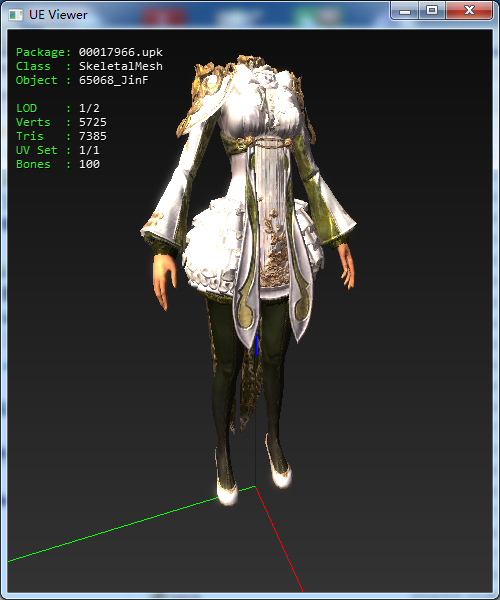 UE Viewer
Package: 00017966.upk
Class : SkeletalMesh
Object : 65068_JinF
LOD : 1/2
Verts : 5725
Tris : 7385
UV Set : 1/1
Bones : 100